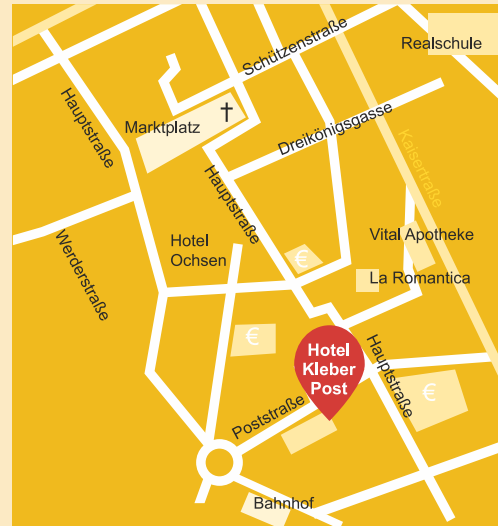 Schützenstraße
Realschule
Hauptstraße
Marktplatz
Dreikönigsgasse
Kaisertraße
Hauptstraße
Werderstraße
Hotel
Ochsen
Vital Apotheke
€
La Romantica
€
Hotel
Kleber
Post
Hauptstraße
€
Poststraße
Bahnhof